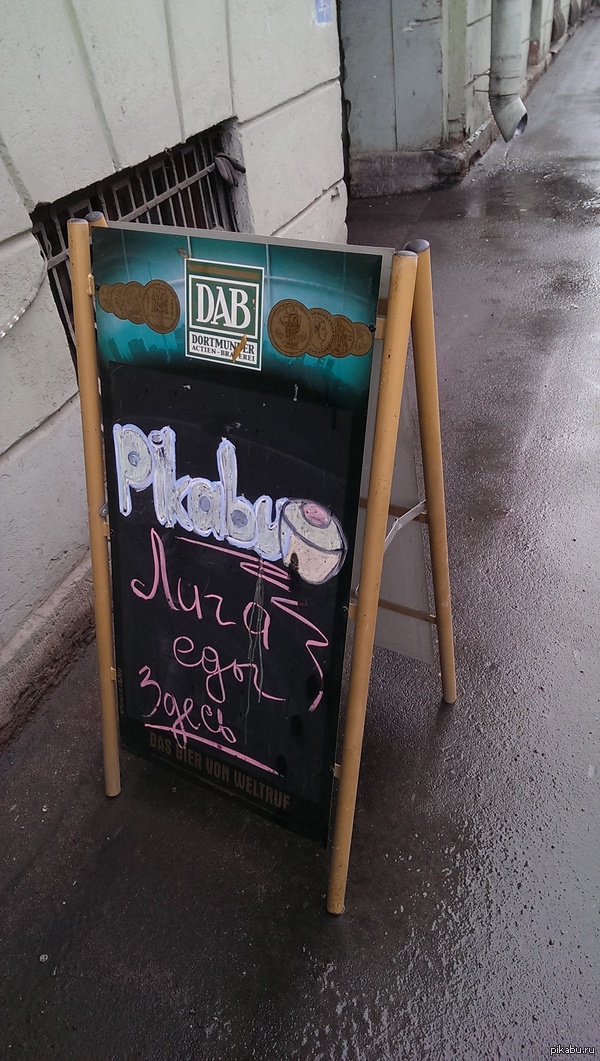 DAB
DORTMUNDER
ACTIEN-BRAUEREI
Pikabu
Лига
еды
Здесь
DAS BIER VON WELTRUF
pikabu.ru